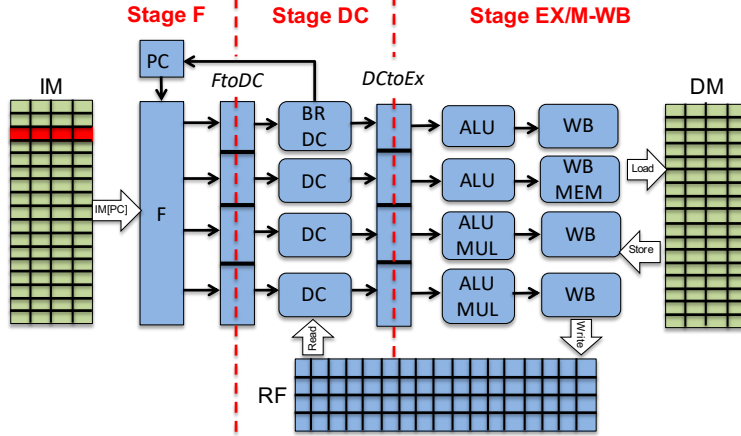 Stage F
Stage DC
Stage EX/M-WB
PC
FtoDC
DCtoEx
IM
DM
BR
DC
ALU
WB
DC
ALU
WB
MEM
Load
IM[PC]
F
DC
ALU
MUL
WB
Store
DC
ALU
MUL
WB
Read
Write
RF